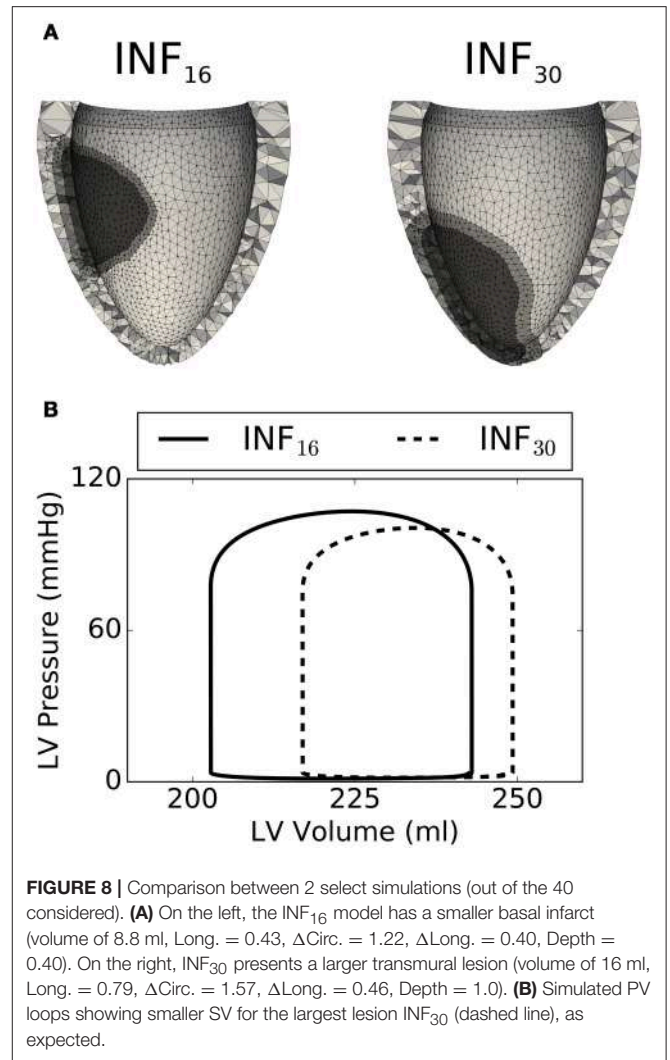 A
INF₁₆ INF₃₀
B
INF₁₆ INF₃₀
120
60
0
LV Pressure (mmHg)
200 225 250
LV Volume (ml)
FIGURE 8 | Comparison between 2 select simulations (out of the 40
considered). (A) On the left, the INF₁₆ model has a smaller basal infarct
(volume of 8.8 ml, Long. = 0.43, ΔCirc. = 1.22, ΔLong. = 0.40, Depth =
0.40). On the right, INF₃₀ presents a larger transmural lesion (volume of 16 ml,
Long. = 0.79, ΔCirc. = 1.57, ΔLong. = 0.46, Depth = 1.0). (B) Simulated PV
loops showing smaller SV for the largest lesion INF₃₀ (dashed line), as
expected.